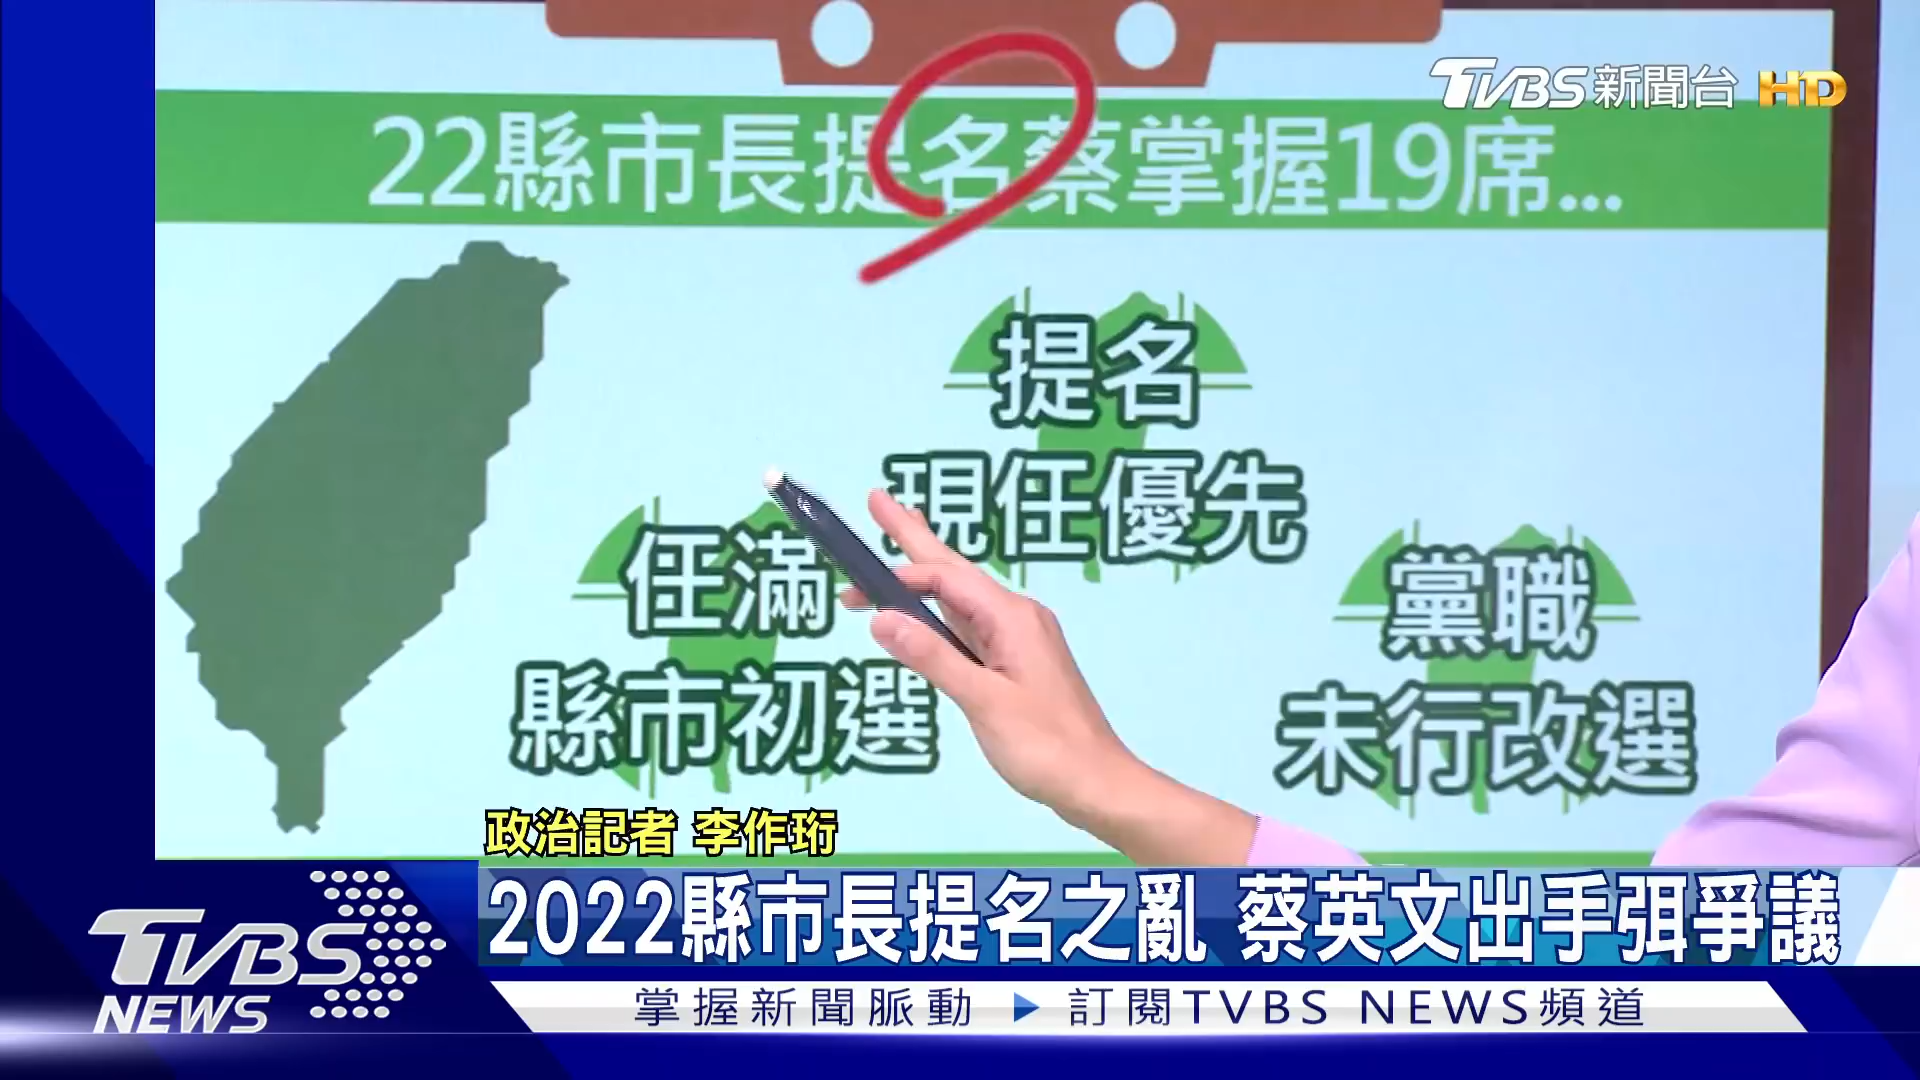 TVBS新聞台 HD
22縣市長提名蔡掌握19席...
提名
現任優先
任滿
縣市初選
黨職
未行改選
政治記者 李作珩
2022縣市長提名之亂 蔡英文出手弭爭議
TVBS NEWS
掌握新聞脈動 ▶ 訂閱TVBS NEWS頻道